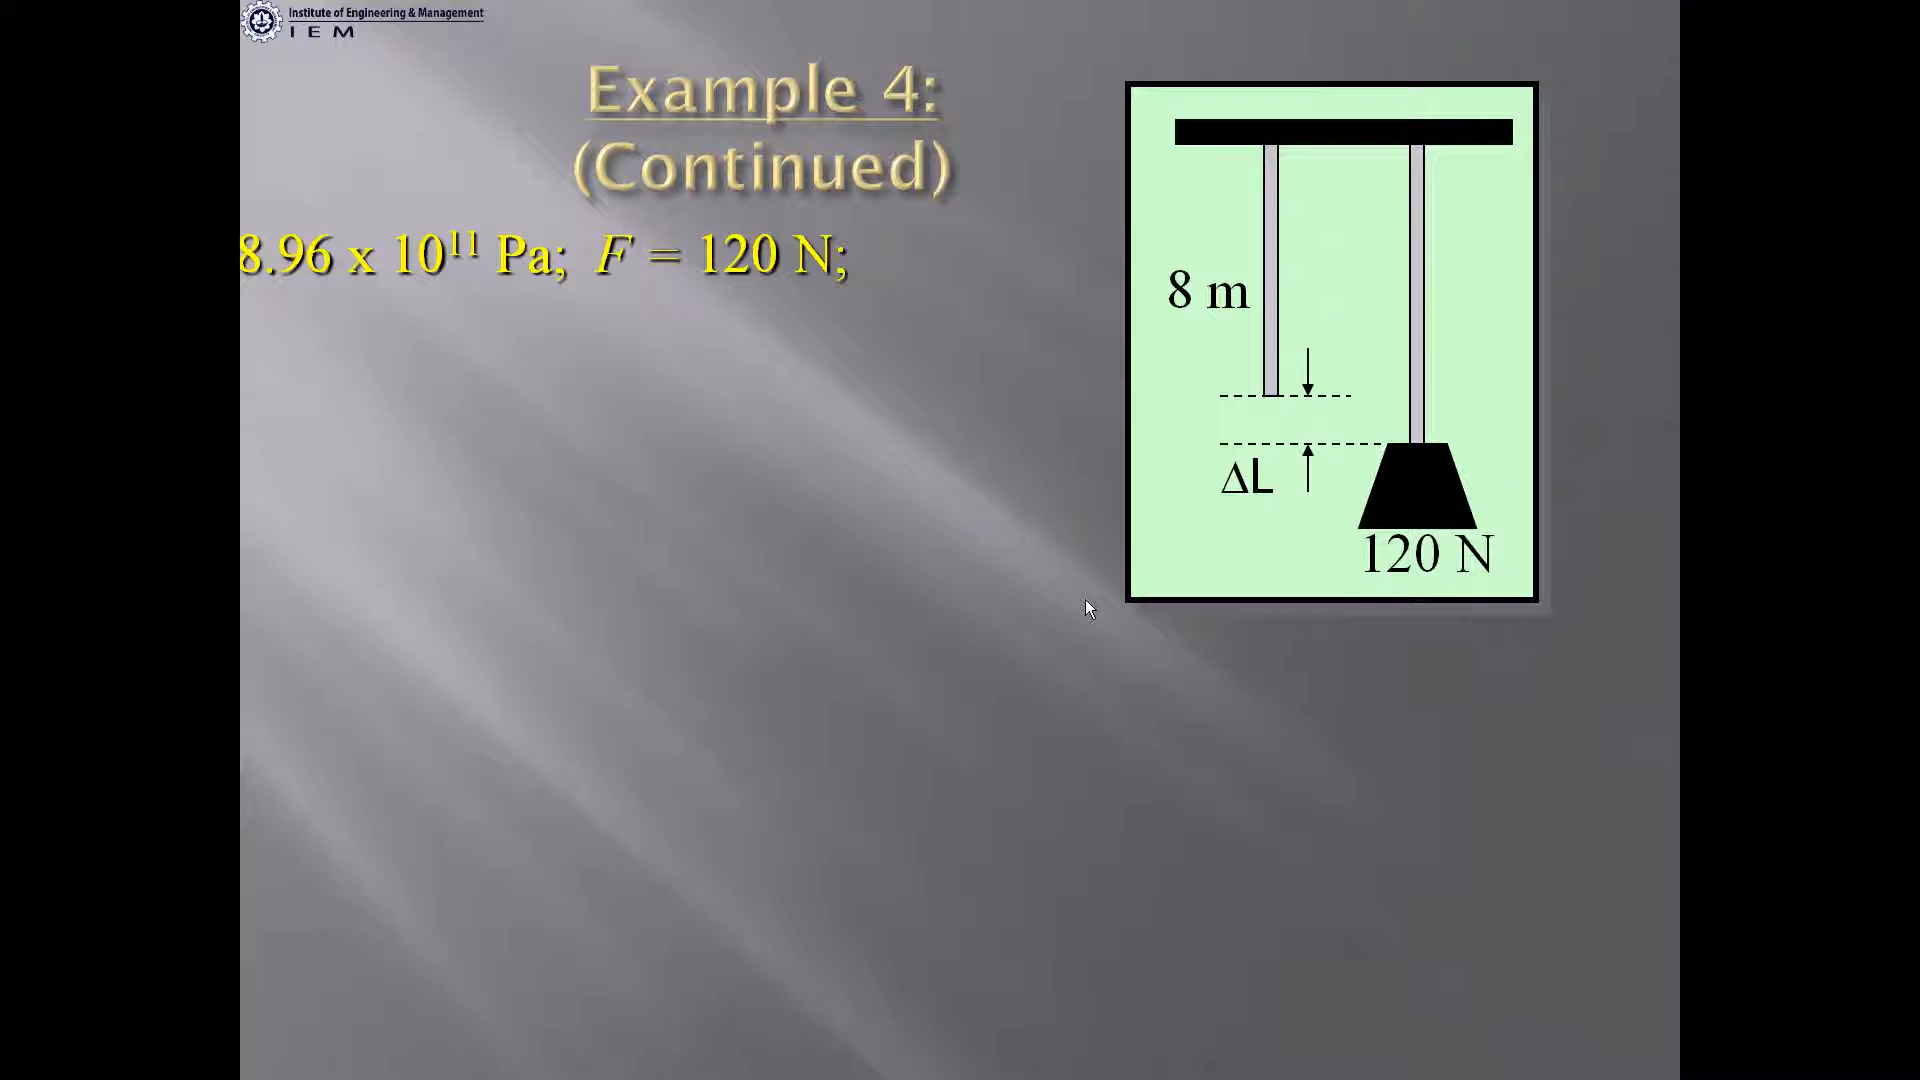 Institute of Engineering & Management
I E M
Example 4:
(Continued)
8.96 x 10¹¹ Pa; F = 120 N;
8 m
ΔL
120 N